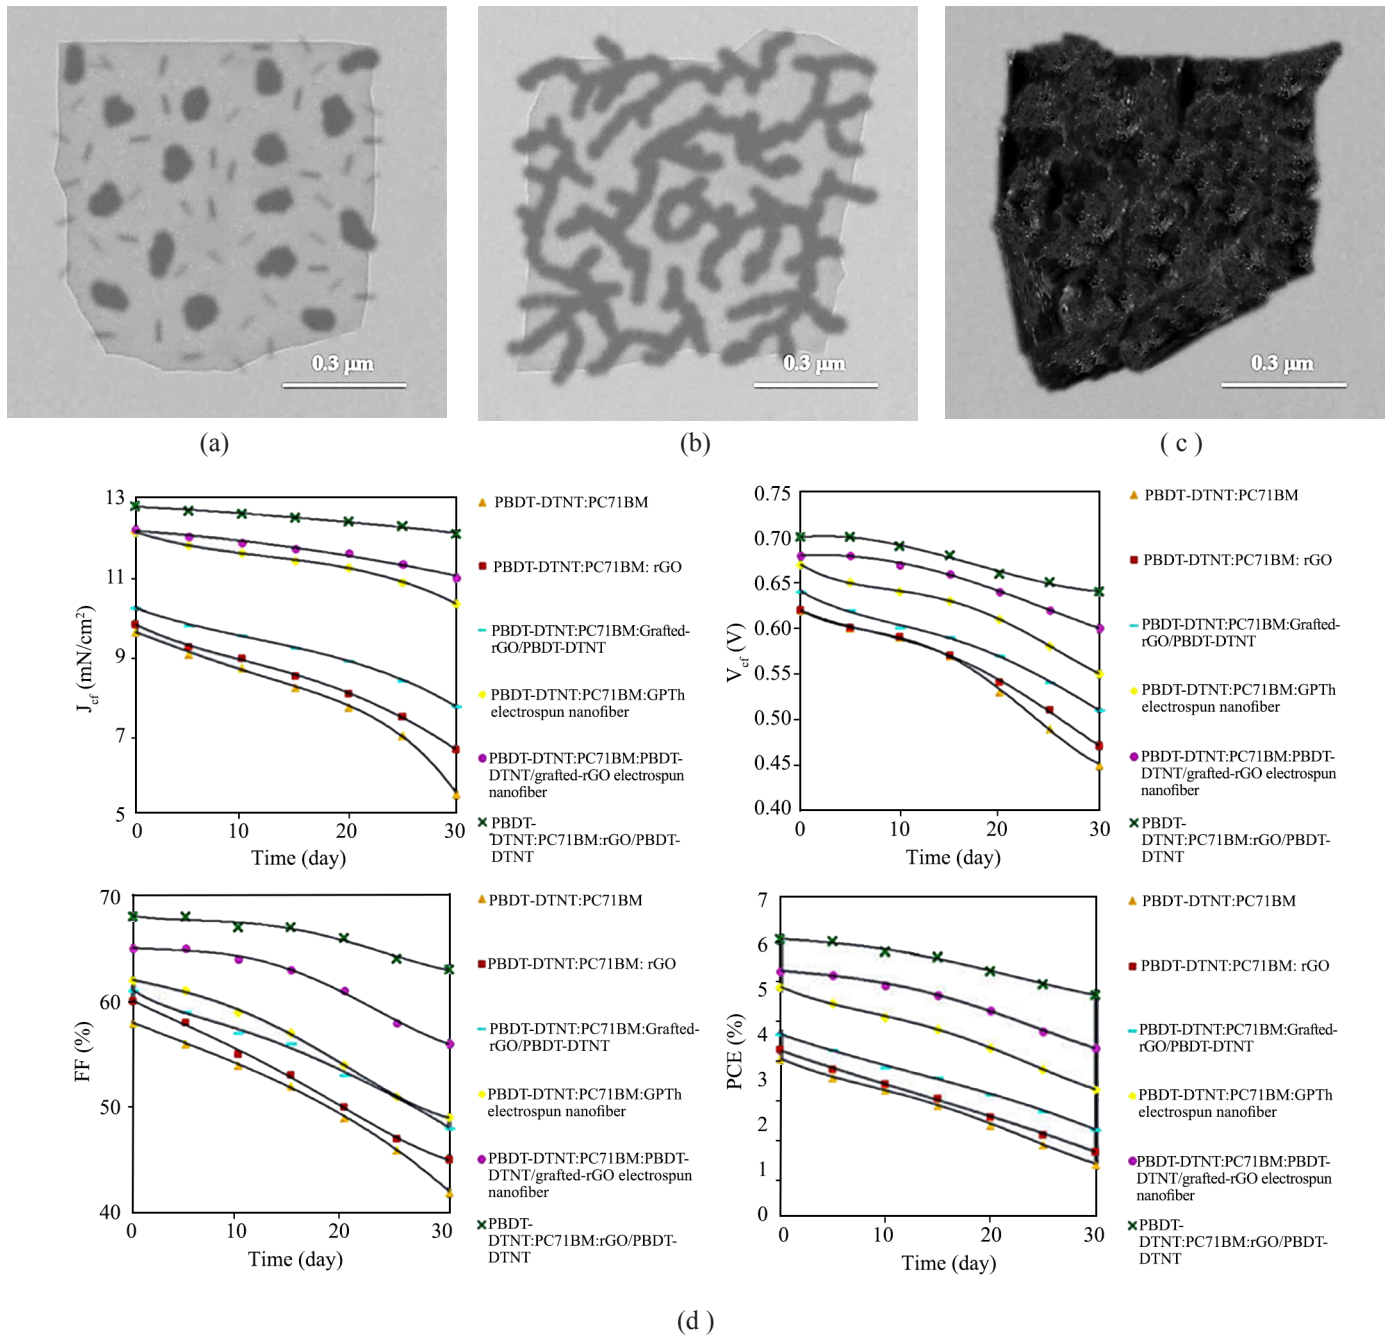 0.3 μm
0.3 μm
0.3 μm
(a)
(b)
( c )
13
11
9
7
5
J_cf (mN/cm²)
0
10
20
30
Time (day)
PBDT-DTNT:PC71BM
PBDT-DTNT:PC71BM: rGO
PBDT-DTNT:PC71BM:Grafted-
rGO/PBDT-DTNT
PBDT-DTNT:PC71BM:GPTh
electrospun nanofiber
PBDT-DTNT:PC71BM:PBDT-
DTNT/grafted-rGO electrospun
nanofiber
PBDT-
DTNT:PC71BM:rGO/PBDT-
DTNT
0.75
0.70
0.65
0.60
0.55
0.50
0.45
0.40
V_cf (V)
0
10
20
30
Time (day)
PBDT-DTNT:PC71BM
PBDT-DTNT:PC71BM: rGO
PBDT-DTNT:PC71BM:Grafted-
rGO/PBDT-DTNT
PBDT-DTNT:PC71BM:GPTh
electrospun nanofiber
PBDT-DTNT:PC71BM:PBDT-
DTNT/grafted-rGO electrospun
nanofiber
PBDT-
DTNT:PC71BM:rGO/PBDT-
DTNT
70
60
50
40
FF (%)
0
10
20
30
Time (day)
PBDT-DTNT:PC71BM
PBDT-DTNT:PC71BM: rGO
PBDT-DTNT:PC71BM:Grafted-
rGO/PBDT-DTNT
PBDT-DTNT:PC71BM:GPTh
electrospun nanofiber
PBDT-DTNT:PC71BM:PBDT-
DTNT/grafted-rGO electrospun
nanofiber
PBDT-
DTNT:PC71BM:rGO/PBDT-
DTNT
7
6
5
4
3
2
1
0
PCE (%)
0
10
20
30
Time (day)
PBDT-DTNT:PC71BM
PBDT-DTNT:PC71BM: rGO
PBDT-DTNT:PC71BM:Grafted-
rGO/PBDT-DTNT
PBDT-DTNT:PC71BM:GPTh
electrospun nanofiber
PBDT-DTNT:PC71BM:PBDT-
DTNT/grafted-rGO electrospun
nanofiber
PBDT-
DTNT:PC71BM:rGO/PBDT-
DTNT
(d )